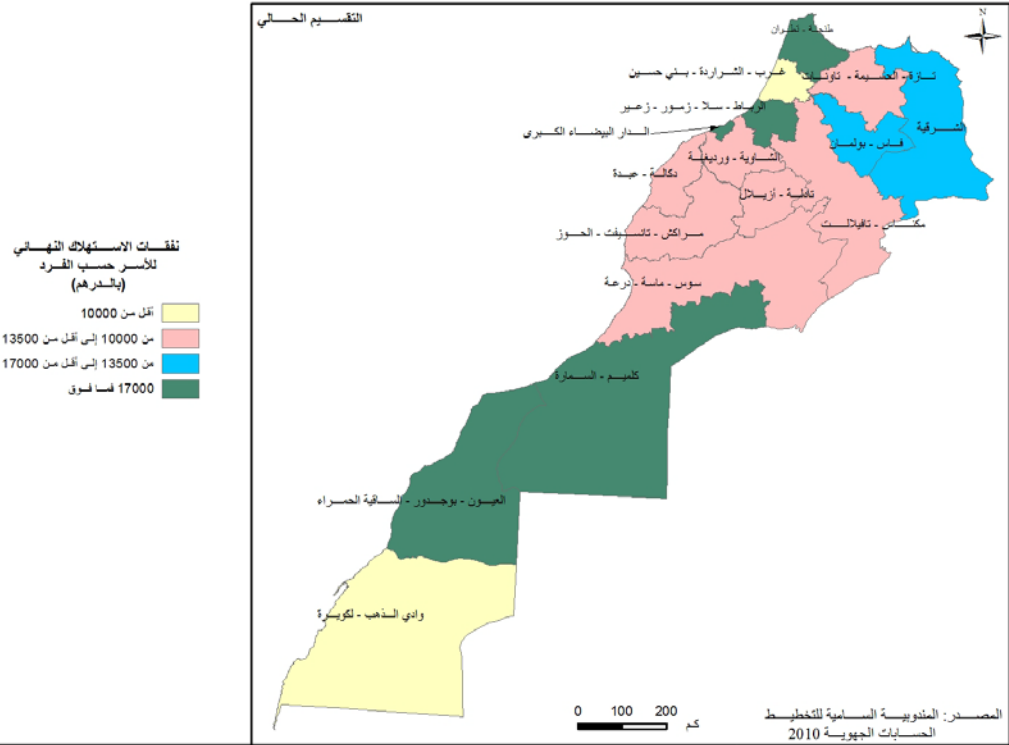 التقسيم الحالي
N
طنجة - تطوان
غرب - الشراردة - بني حسين
تازة - الحسيمة - تاونات
الرباط - سلا - زمور - زعير
الشرقية
الدار البيضاء الكبرى
فاس - بولمان
الشاوية - ورديغية
دكالة - عبدة
تادلة - أزيلال
مكناس - تافيلالت
مراكش - تانسيفت - الحوز
سوس - ماسة - درعة
نفقات الاستهلاك النهائي
للأسر حسب الفرد
(بالدرهم)
أقل من 10000
من 10000 إلى أقل من 13500
من 13500 إلى أقل من 17000
17000 فما فوق
كلميم - السمارة
العيون - بوجدور - الساقية الحمراء
وادي الذهب - لكويرة
0 100 200
كم
المصدر: المندوبية السامية للتخطيط
الحسابات الجهوية 2010